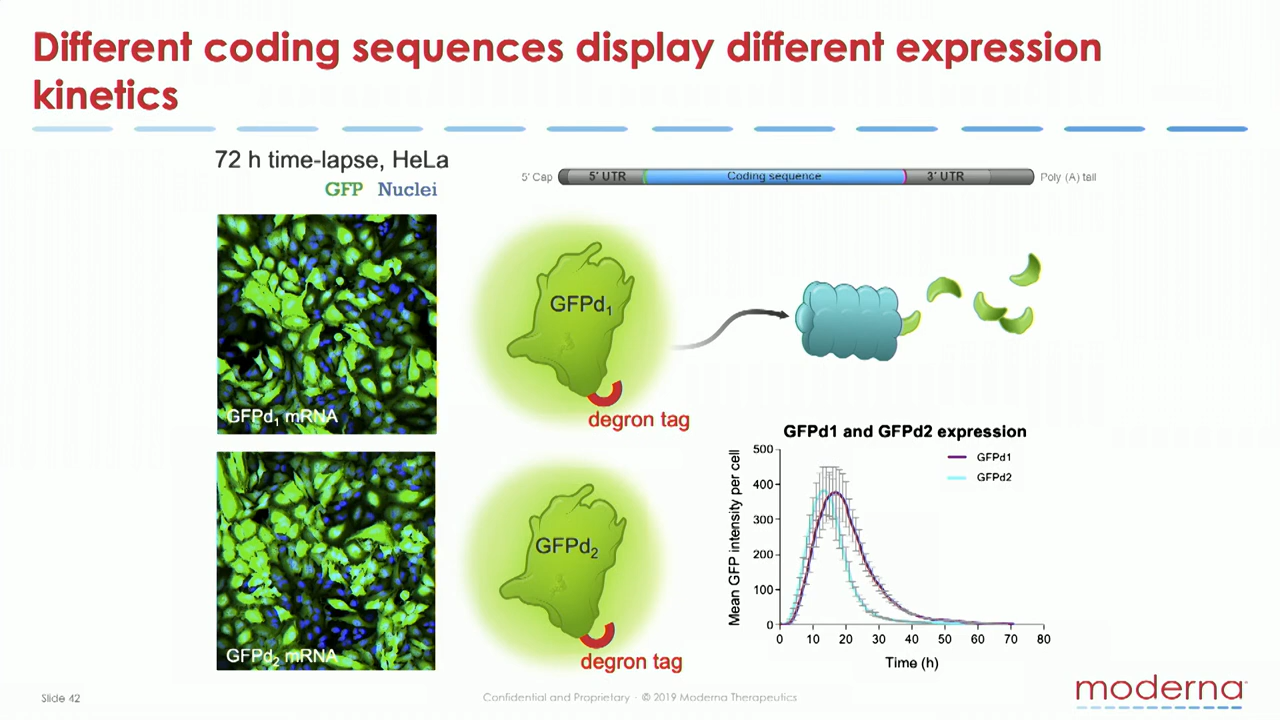 Different coding sequences display different expression
kinetics
72 h time-lapse, HeLa
GFP Nuclei
5' Cap 5' UTR Coding sequence 3' UTR Poly (A) tail
GFPd1 mRNA
GFPd1
degron tag
GFPd2 mRNA
GFPd2
degron tag
GFPd1 and GFPd2 expression
GFPd1
GFPd2
Mean GFP intensity per cell
500
400
300
200
100
0
0 10 20 30 40 50 60 70 80
Time (h)
Slide 42
Confidential and Proprietary · © 2019 Moderna Therapeutics
moderna